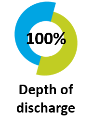 100%
Depth of
discharge